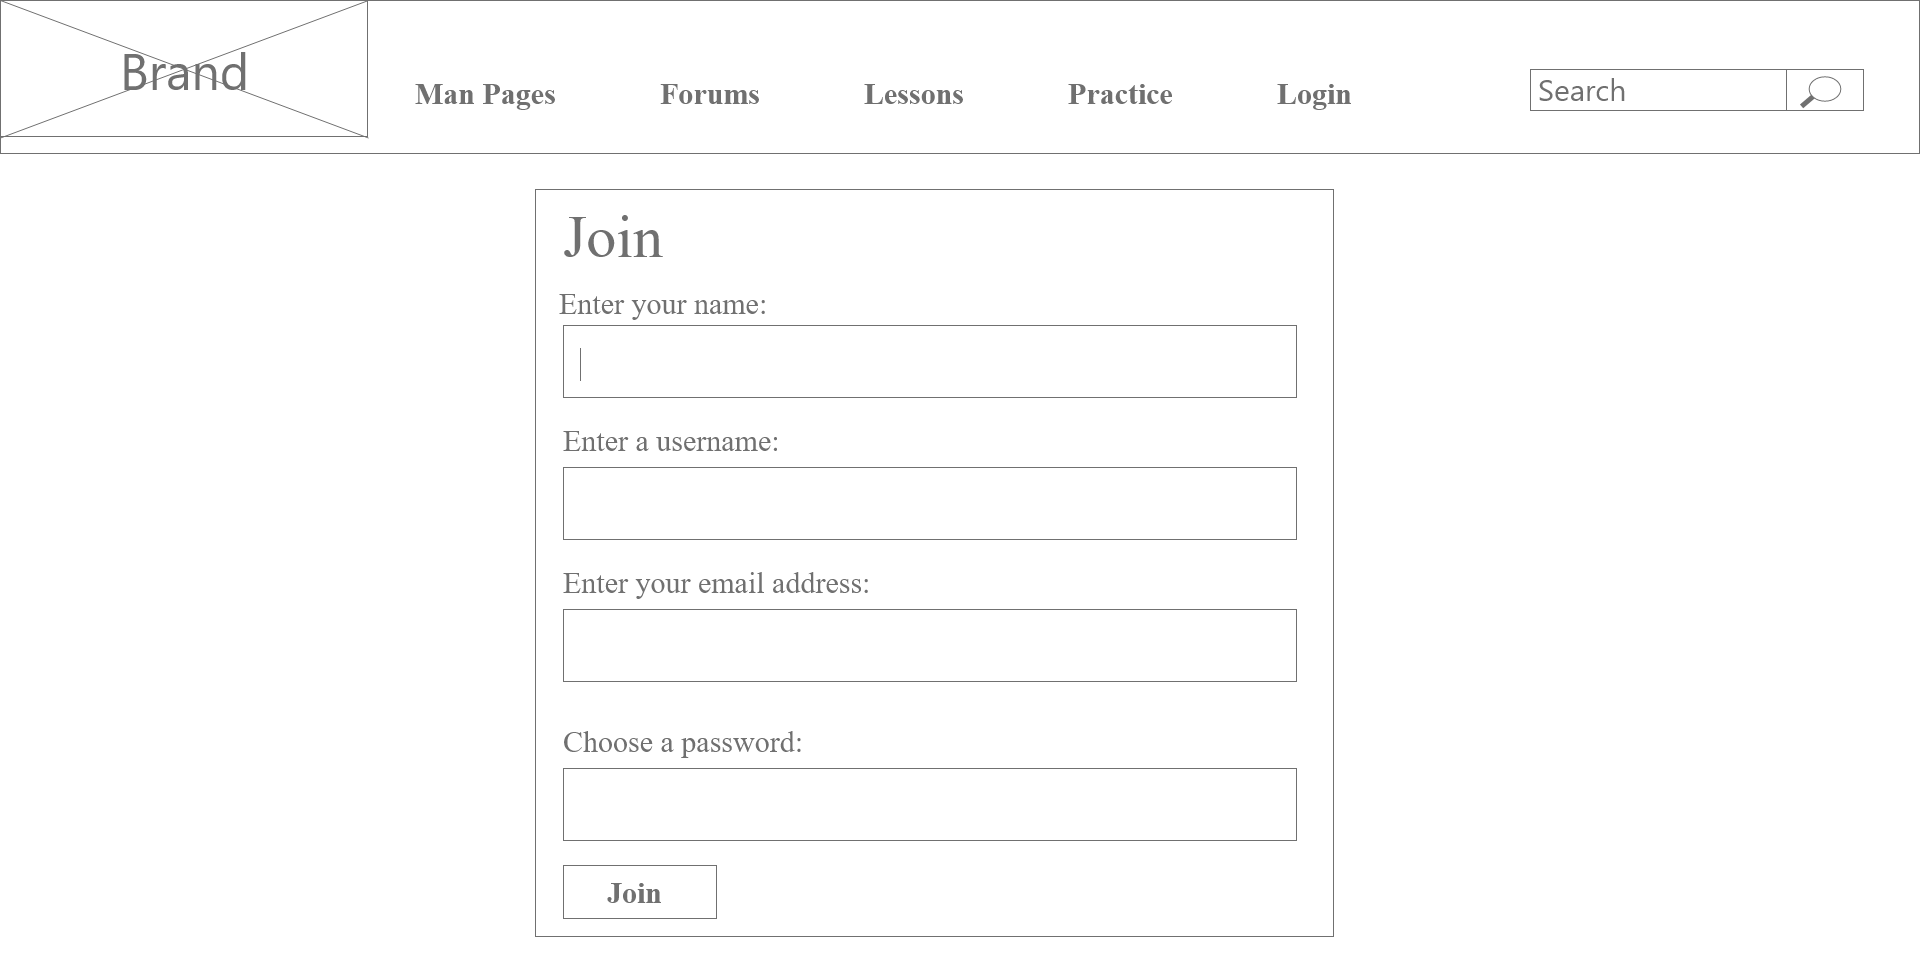 Brand
Man Pages Forums Lessons Practice Login Search
Join
Enter your name:
Enter a username:
Enter your email address:
Choose a password:
Join